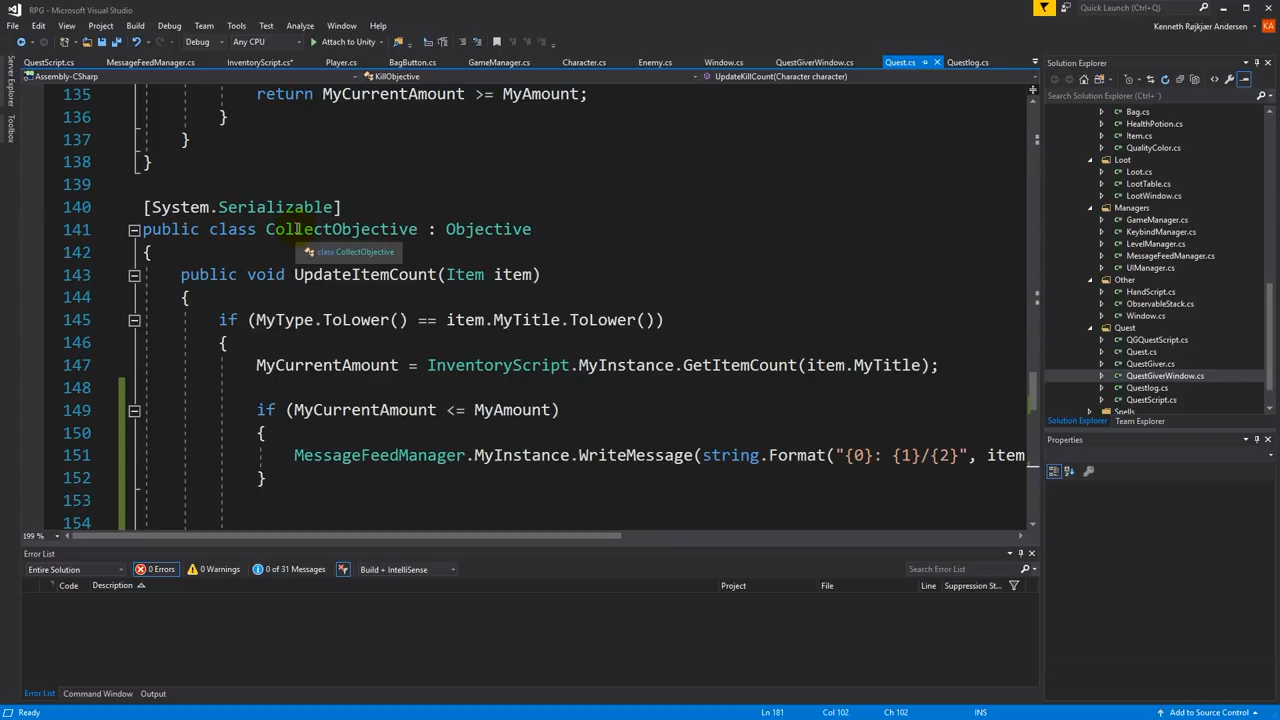 RPG - Microsoft Visual Studio
Quick Launch (Ctrl+Q)
File Edit View Project Build Debug Team Tools Test Analyze Window Help
Kenneth Røjkjær Andersen KA
Debug Any CPU Attach to Unity
QuestScript.cs MessageFeedManager.cs InventoryScript.cs* Player.cs BagButton.cs GameManager.cs Character.cs Enemy.cs Window.cs QuestGiverWindow.cs Quest.cs Questlog.cs
Assembly-CSharp KillObjective UpdateKillCount(Character character)
Server Explorer
Toolbox
135 return MyCurrentAmount >= MyAmount;
136 }
137 }
138 }
139
140 [System.Serializable]
141 public class CollectObjective : Objective
142 {
class CollectObjective
143 public void UpdateItemCount(Item item)
144 {
145 if (MyType.ToLower() == item.MyTitle.ToLower())
146 {
147 MyCurrentAmount = InventoryScript.MyInstance.GetItemCount(item.MyTitle);
148
149 if (MyCurrentAmount <= MyAmount)
150 {
151 MessageFeedManager.MyInstance.WriteMessage(string.Format("{0}: {1}/{2}", item
152 }
153
154
199 %
Solution Explorer
Search Solution Explorer (Ctrl+;)
Bag.cs
HealthPotion.cs
Item.cs
QualityColor.cs
Loot
Loot.cs
LootTable.cs
LootWindow.cs
Managers
GameManager.cs
KeybindManager.cs
LevelManager.cs
MessageFeedManager.cs
UIManager.cs
Other
HandScript.cs
ObservableStack.cs
Window.cs
Quest
QGQuestScript.cs
Quest.cs
QuestGiver.cs
QuestGiverWindow.cs
Questlog.cs
QuestScript.cs
Spells
Solution Explorer Team Explorer
Properties
Error List
Entire Solution 0 Errors 0 Warnings 0 of 31 Messages Build + IntelliSense Search Error List
Code Description Project File Line Suppression St...
Error List Command Window Output
Ready Ln 181 Col 102 Ch 102 INS Add to Source Control